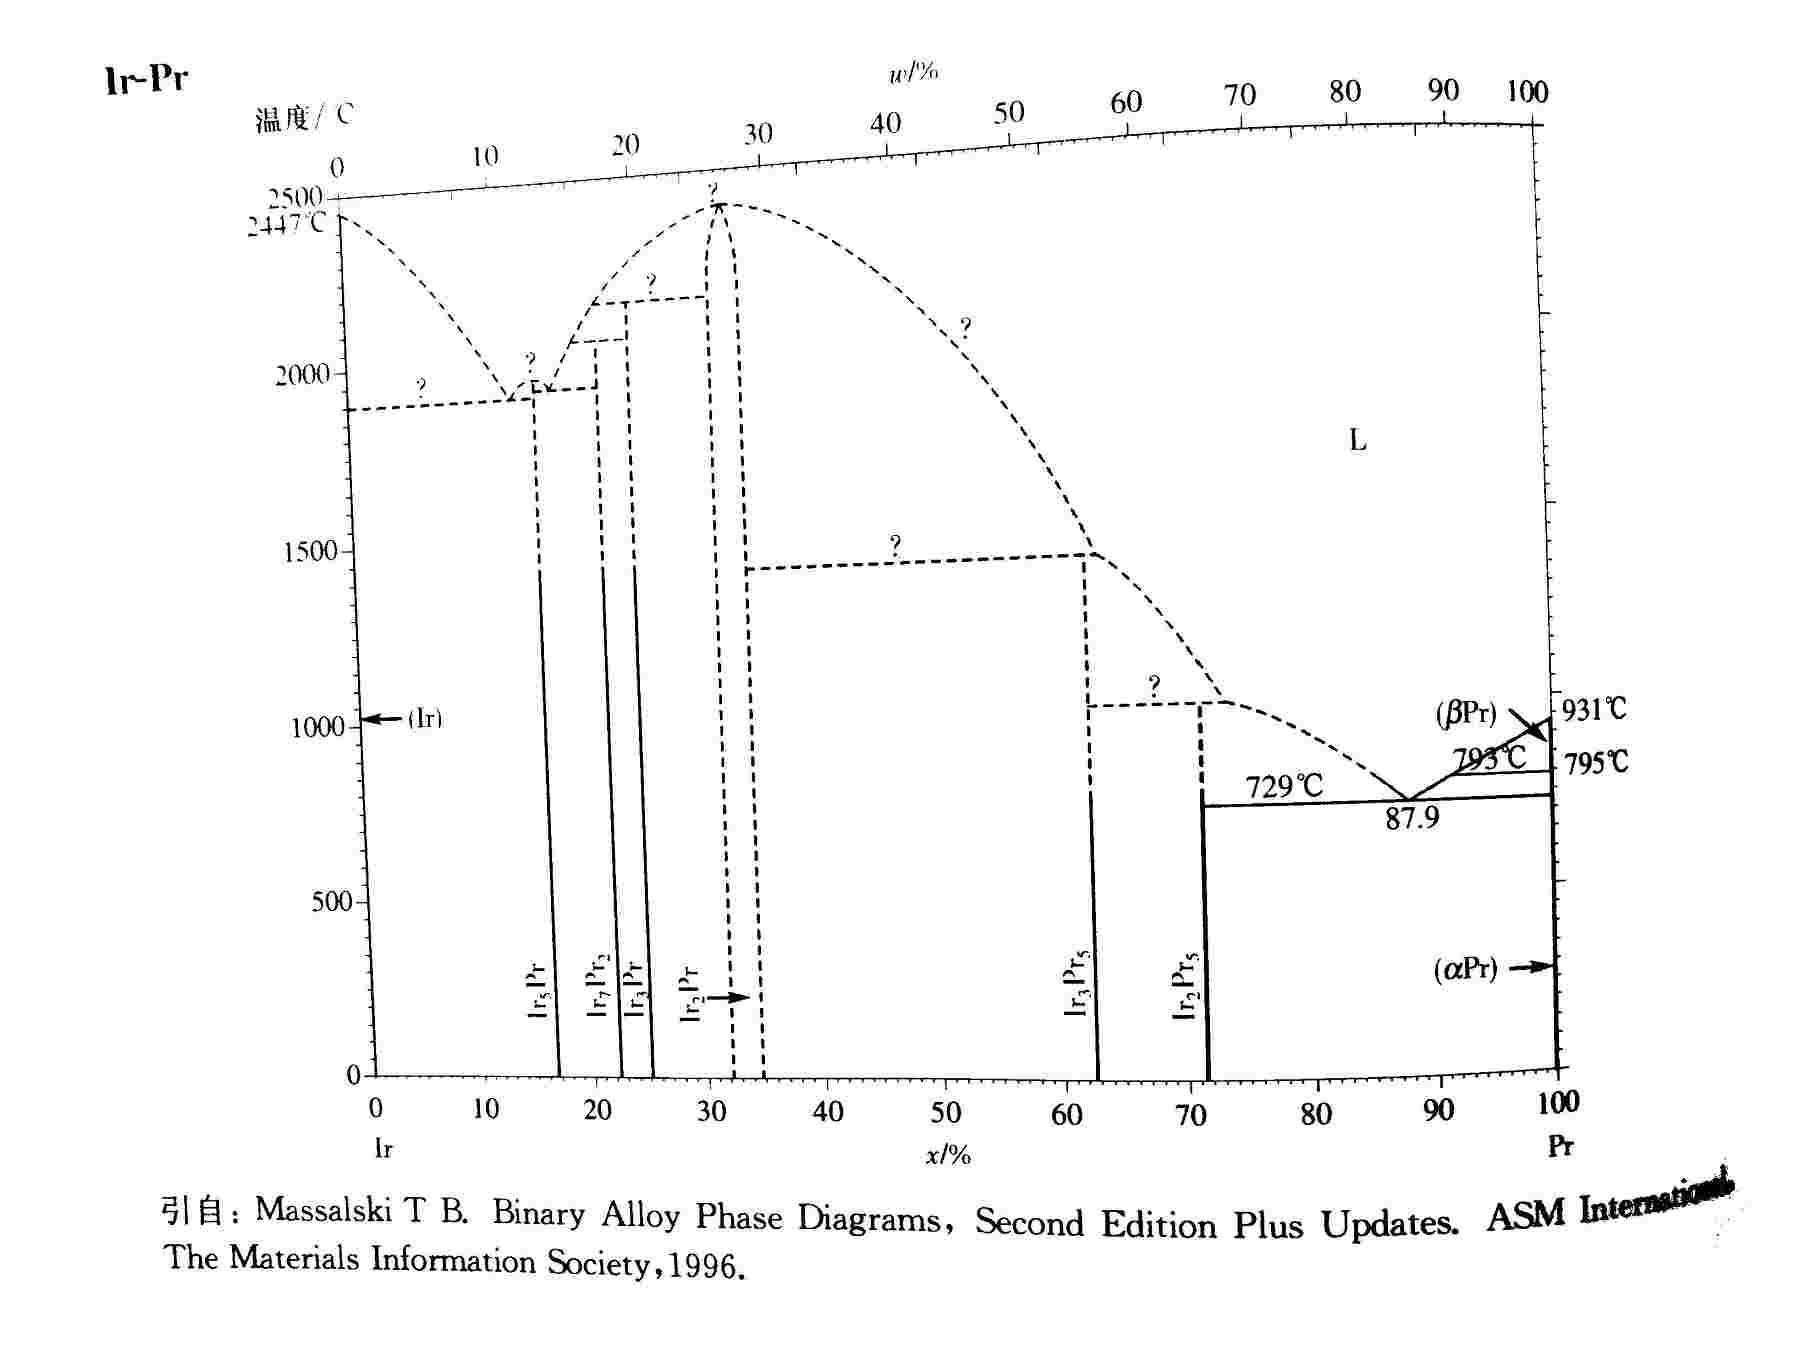 Ir-Pr
w/%
温度/℃
0 10 20 30 40 50 60 70 80 90 100
2500
2447℃
?
?
?
?
2000
?
L
1500
?
?
1000
(Ir)
(βPr)
931℃
793℃
795℃
729℃
87.9
500
Ir₅Pr
Ir₇Pr₂
Ir₃Pr
Ir₂Pr
Ir₃Pr₅
Ir₂Pr₅
(αPr)
0
0 10 20 30 40 50 60 70 80 90 100
Ir
x/%
Pr
引自: Massalski T B. Binary Alloy Phase Diagrams, Second Edition Plus Updates. ASM International.
The Materials Information Society,1996.